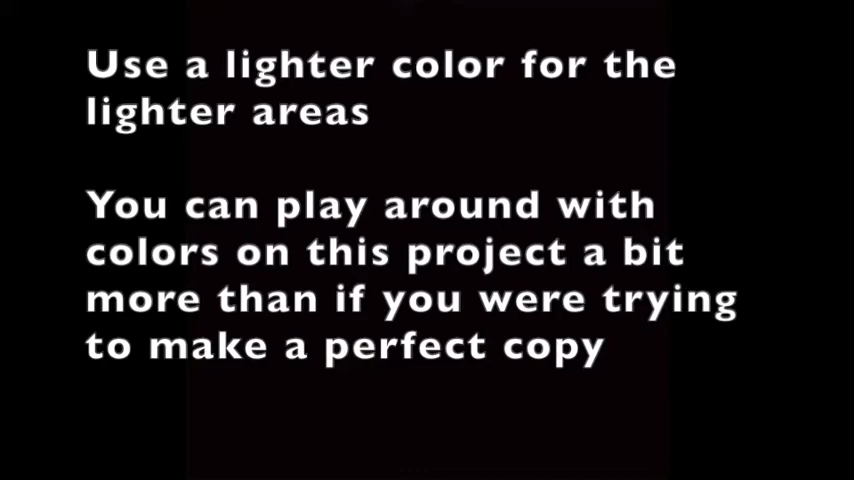 Use a lighter color for the
lighter areas
You can play around with
colors on this project a bit
more than if you were trying
to make a perfect copy